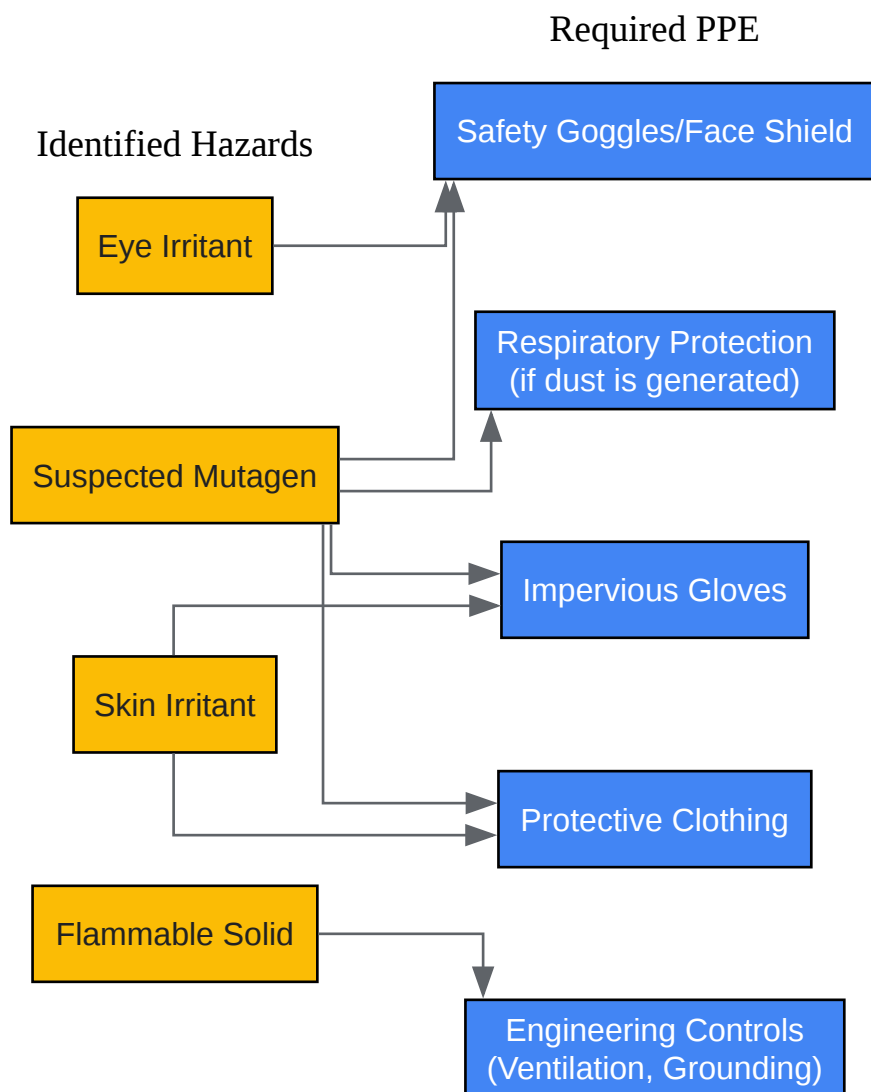 Required PPE
Safety Goggles/Face Shield
Identified Hazards
Eye Irritant
Respiratory Protection
(if dust is generated)
Suspected Mutagen
Impervious Gloves
Skin Irritant
Protective Clothing
Flammable Solid
Engineering Controls
(Ventilation, Grounding)